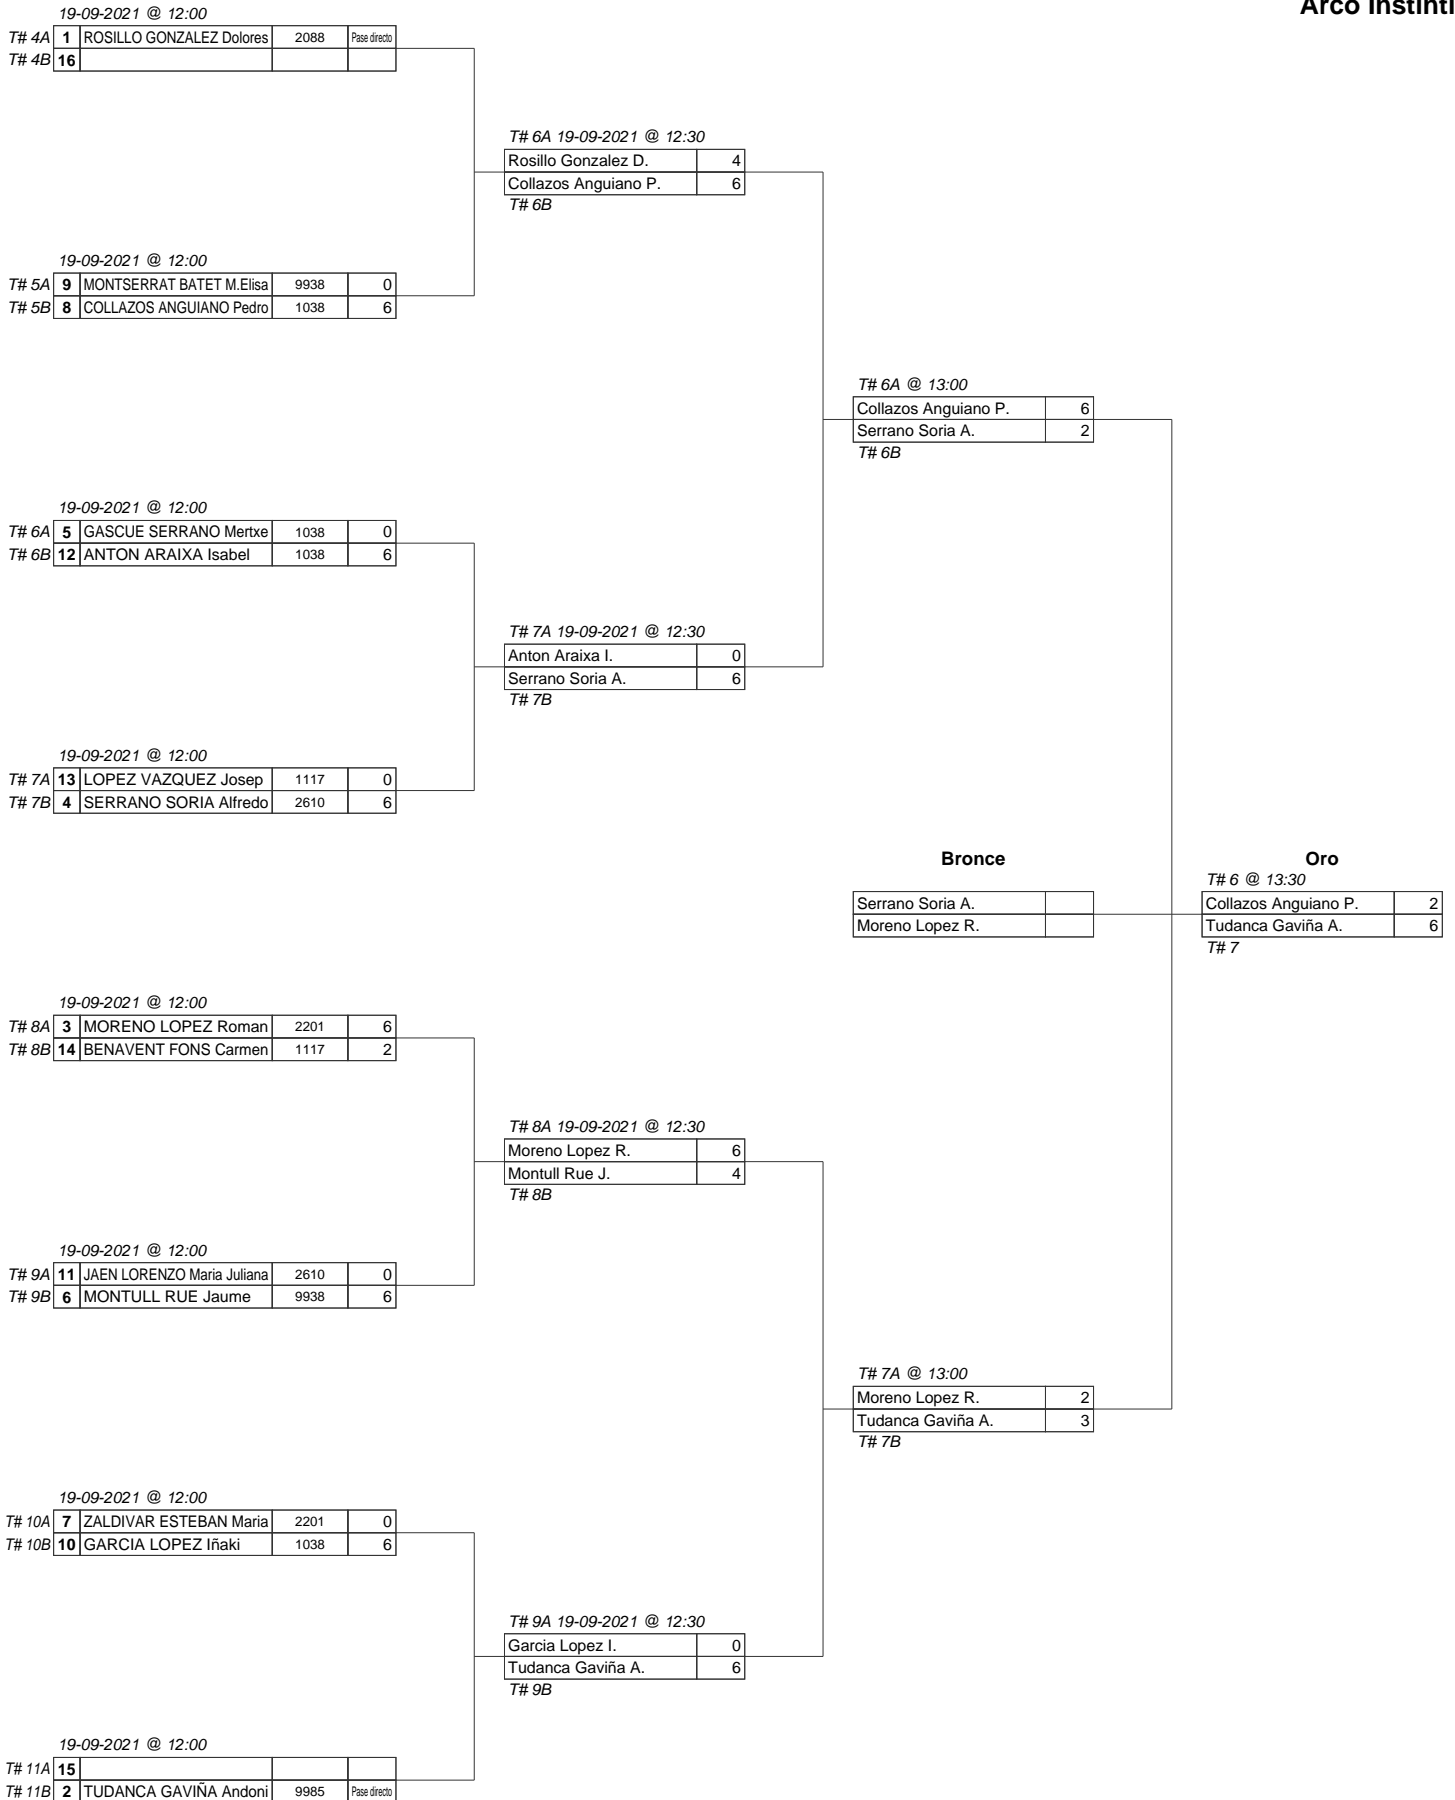 Arco Instinti
19-09-2021 @ 12:00
T# 4A 1 ROSILLO GONZALEZ Dolores 2088 Pase directo
T# 4B 16
T# 6A 19-09-2021 @ 12:30
Rosillo Gonzalez D. 4
Collazos Anguiano P. 6
T# 6B
19-09-2021 @ 12:00
T# 5A 9 MONTSERRAT BATET M.Elisa 9938 0
T# 5B 8 COLLAZOS ANGUIANO Pedro 1038 6
T# 6A @ 13:00
Collazos Anguiano P. 6
Serrano Soria A. 2
T# 6B
19-09-2021 @ 12:00
T# 6A 5 GASCUE SERRANO Mertxe 1038 0
T# 6B 12 ANTON ARAIXA Isabel 1038 6
T# 7A 19-09-2021 @ 12:30
Anton Araixa I. 0
Serrano Soria A. 6
T# 7B
19-09-2021 @ 12:00
T# 7A 13 LOPEZ VAZQUEZ Josep 1117 0
T# 7B 4 SERRANO SORIA Alfredo 2610 6
Bronce Oro
T# 6 @ 13:30
Serrano Soria A. Collazos Anguiano P. 2
Moreno Lopez R. Tudanca Gaviña A. 6
T# 7
19-09-2021 @ 12:00
T# 8A 3 MORENO LOPEZ Roman 2201 6
T# 8B 14 BENAVENT FONS Carmen 1117 2
T# 8A 19-09-2021 @ 12:30
Moreno Lopez R. 6
Montull Rue J. 4
T# 8B
19-09-2021 @ 12:00
T# 9A 11 JAEN LORENZO Maria Juliana 2610 0
T# 9B 6 MONTULL RUE Jaume 9938 6
T# 7A @ 13:00
Moreno Lopez R. 2
Tudanca Gaviña A. 3
T# 7B
19-09-2021 @ 12:00
T# 10A 7 ZALDIVAR ESTEBAN Maria 2201 0
T# 10B 10 GARCIA LOPEZ Iñaki 1038 6
T# 9A 19-09-2021 @ 12:30
Garcia Lopez I. 0
Tudanca Gaviña A. 6
T# 9B
19-09-2021 @ 12:00
T# 11A 15
T# 11B 2 TUDANCA GAVIÑA Andoni 9985 Pase directo